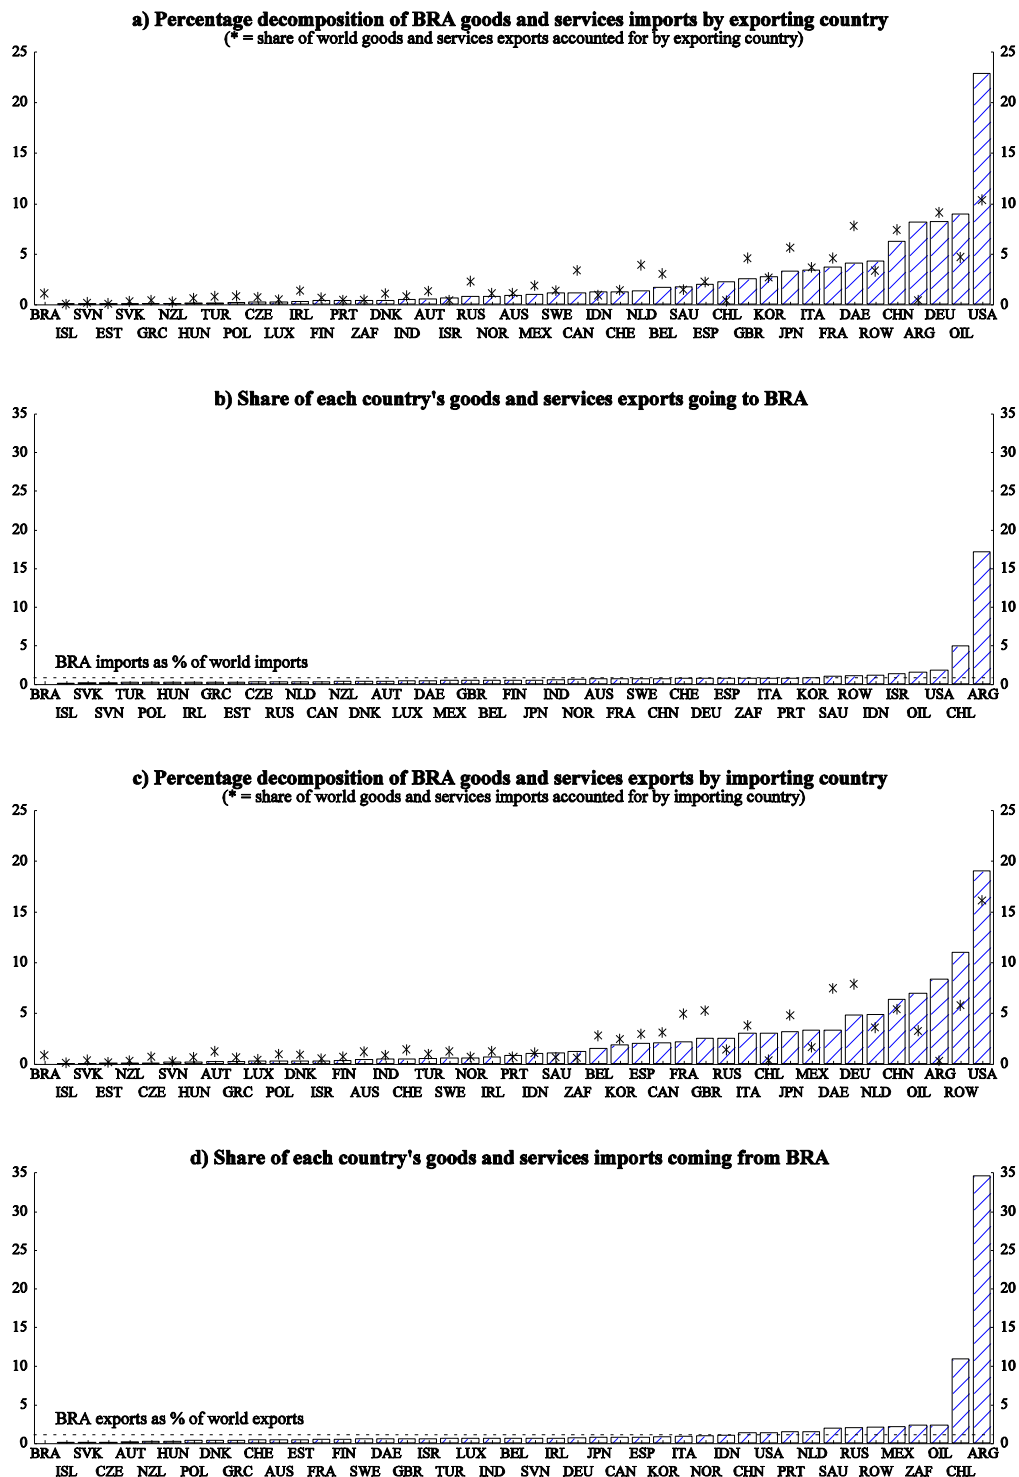 a) Percentage decomposition of BRA goods and services imports by exporting country
(* = share of world goods and services exports accounted for by exporting country)
25 25
20 20
15 15
10 10
5 5
0 0
BRA SVN SVK NZL TUR CZE IRL PRT DNK AUT RUS AUS SWE IDN NLD SAU CHL KOR ITA DAE CHN DEU USA
ISL EST GRC HUN POL LUX FIN ZAF IND ISR NOR MEX CAN CHE BEL ESP GBR JPN FRA ROW ARG OIL
b) Share of each country's goods and services exports going to BRA
35 35
30 30
25 25
20 20
15 15
10 10
5 5
BRA imports as % of world imports
0 0
BRA SVK TUR HUN GRC CZE NLD NZL AUT DAE GBR FIN IND AUS SWE CHE ESP ITA KOR ROW ISR USA ARG
ISL SVN POL IRL EST RUS CAN DNK LUX MEX BEL JPN NOR FRA CHN DEU ZAF PRT SAU IDN OIL CHL
c) Percentage decomposition of BRA goods and services exports by importing country
(* = share of world goods and services imports accounted for by importing country)
25 25
20 20
15 15
10 10
5 5
0 0
BRA SVK NZL SVN AUT LUX DNK FIN IND TUR NOR PRT SAU BEL ESP FRA RUS CHL MEX DEU CHN ARG USA
ISL EST CZE HUN GRC POL ISR AUS CHE SWE IRL IDN ZAF KOR CAN GBR ITA JPN DAE NLD OIL ROW
d) Share of each country's goods and services imports coming from BRA
35 35
30 30
25 25
20 20
15 15
10 10
5 5
BRA exports as % of world exports
0 0
BRA SVK AUT HUN DNK CHE EST FIN DAE ISR LUX BEL IRL JPN ESP ITA IDN USA NLD RUS MEX OIL ARG
ISL CZE NZL POL GRC AUS FRA SWE GBR TUR IND SVN DEU CAN KOR NOR CHN PRT SAU ROW ZAF CHL